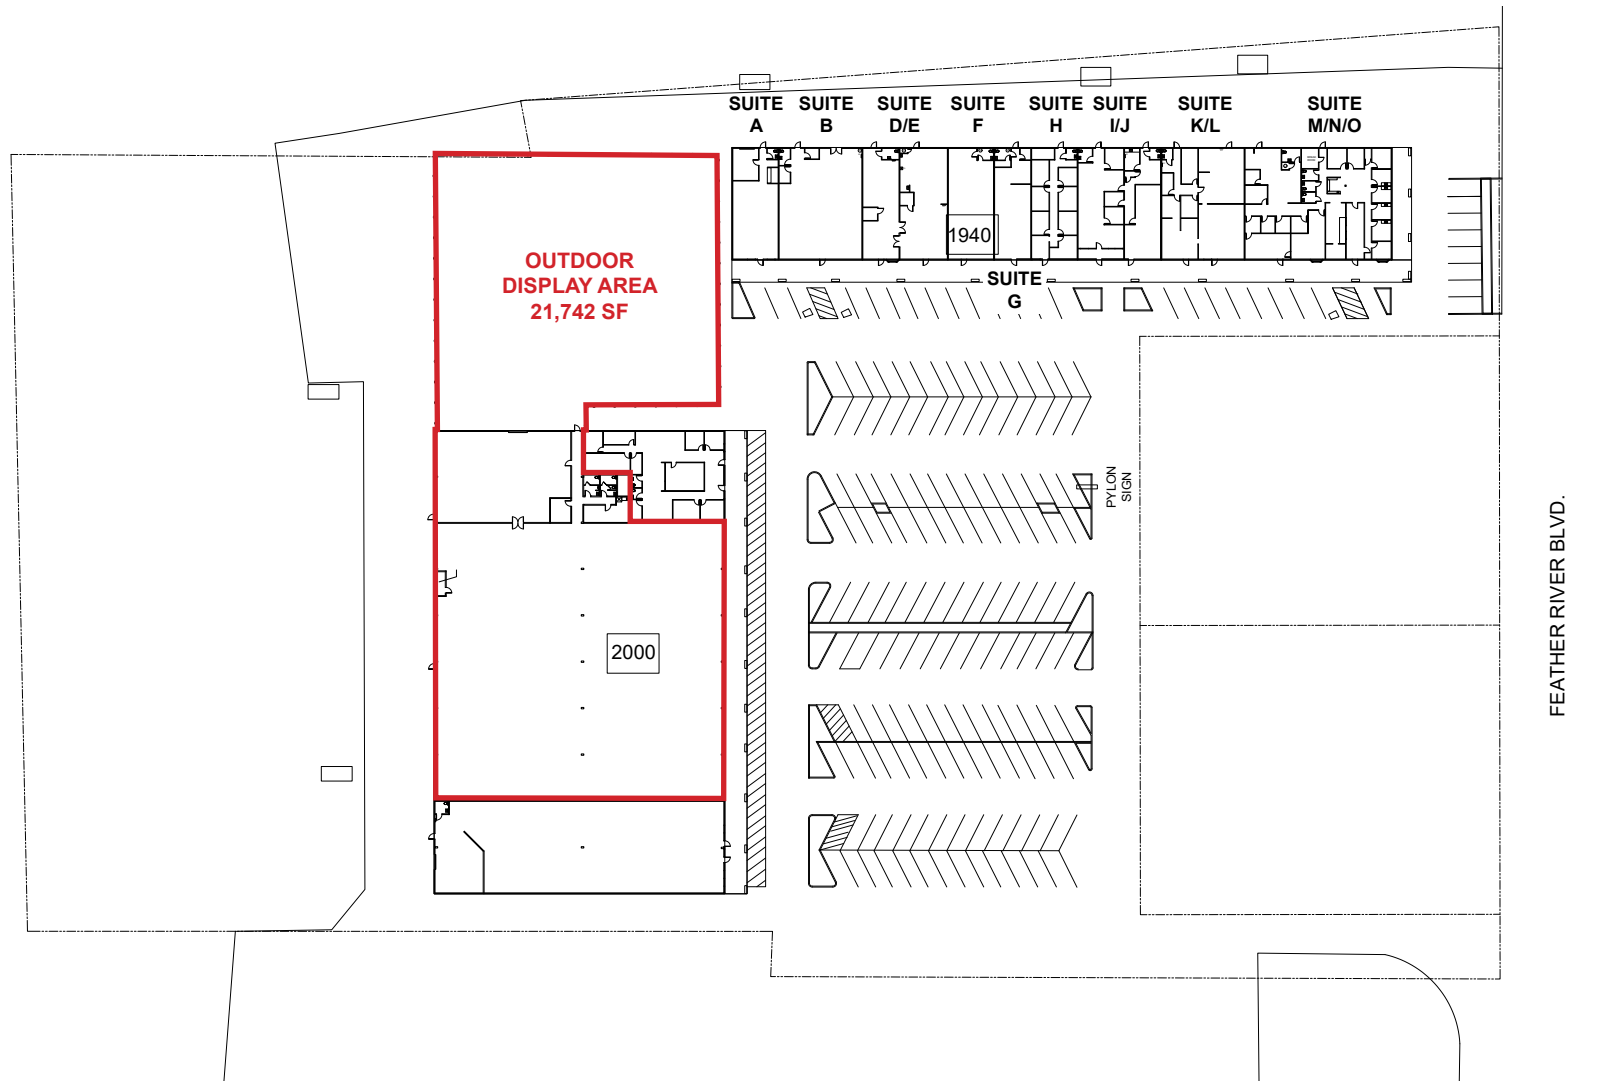 SUITE
A
SUITE
B
SUITE
D/E
SUITE
F
SUITE
H
SUITE
I/J
SUITE
K/L
SUITE
M/N/O
1940
SUITE
G
OUTDOOR
DISPLAY AREA
21,742 SF
PYLON
SIGN
2000
FEATHER RIVER BLVD.